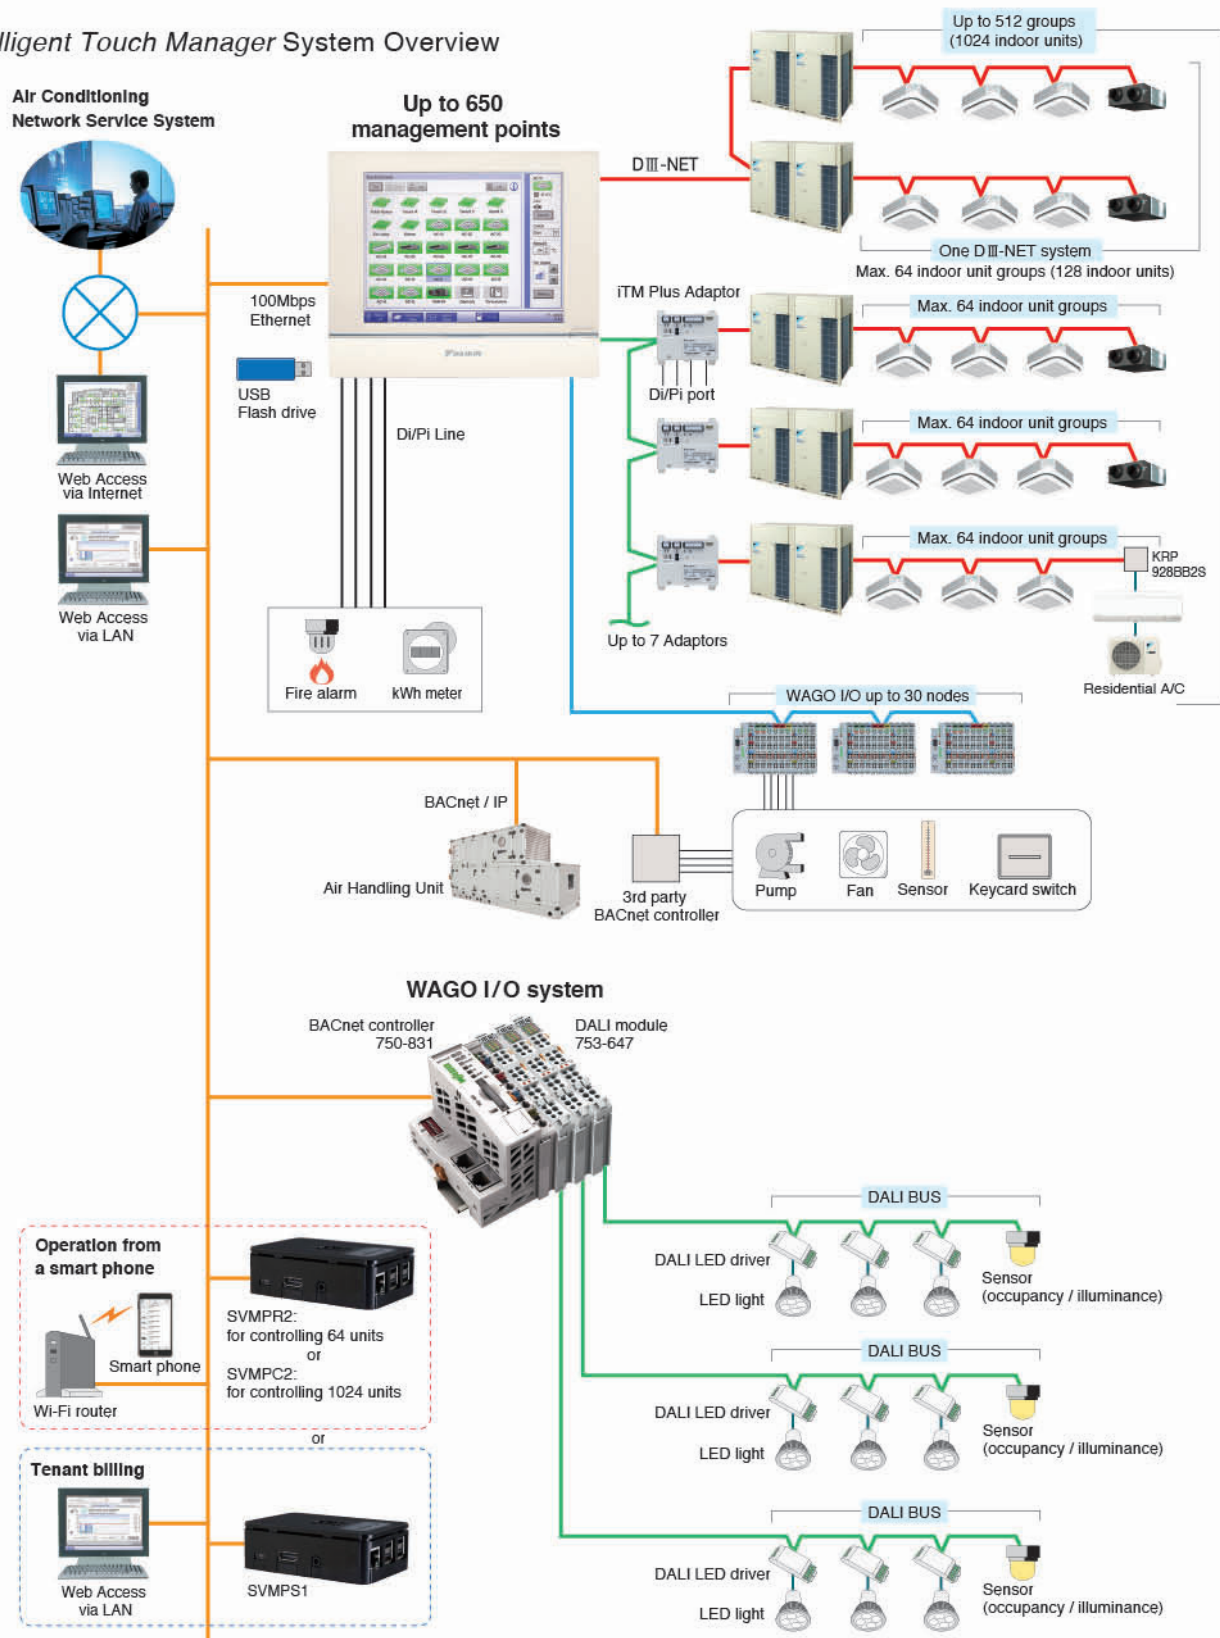 lligent Touch Manager System Overview
Up to 512 groups
(1024 indoor units)
Air Conditioning
Network Service System
Up to 650
management points
DⅢ-NET
One DⅢ-NET system
Max. 64 indoor unit groups (128 indoor units)
100Mbps
Ethernet
iTM Plus Adaptor
Max. 64 indoor unit groups
USB
Flash drive
Di/Pi port
Di/Pi Line
Max. 64 indoor unit groups
Web Access
via Internet
Max. 64 indoor unit groups
KRP
928BB2S
Web Access
via LAN
Up to 7 Adaptors
Fire alarm
kWh meter
Residential A/C
WAGO I/O up to 30 nodes
BACnet / IP
Air Handling Unit
3rd party
BACnet controller
Pump
Fan
Sensor
Keycard switch
WAGO I/O system
BACnet controller
750-831
DALI module
753-647
DALI BUS
Operation from
a smart phone
DALI LED driver
LED light
Sensor
(occupancy / illuminance)
SVMPR2:
for controlling 64 units
or
SVMPC2:
for controlling 1024 units
Smart phone
Wi-Fi router
DALI BUS
DALI LED driver
LED light
Sensor
(occupancy / illuminance)
or
Tenant billing
Web Access
via LAN
SVMPS1
DALI BUS
DALI LED driver
LED light
Sensor
(occupancy / illuminance)